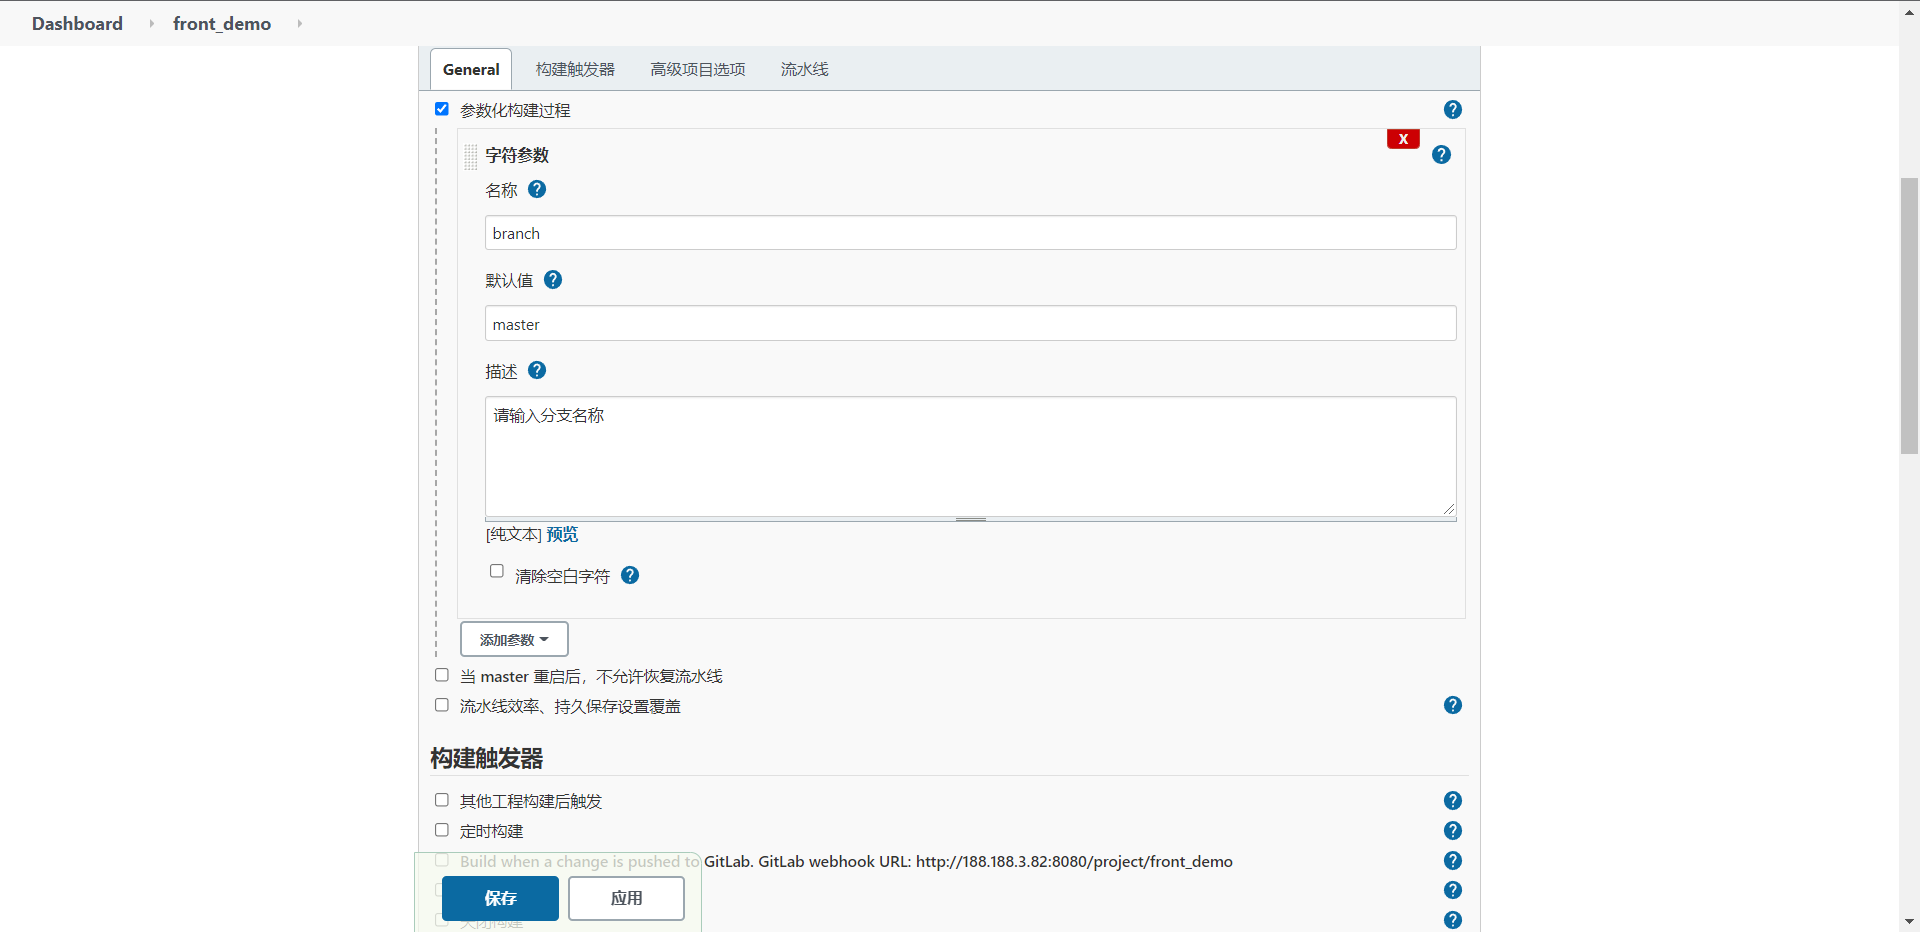 Dashboard front_demo
General 构建触发器 高级项目选项 流水线
参数化构建过程 ?
X
字符参数 ?
名称 ?
branch
默认值 ?
master
描述 ?
请输入分支名称
[纯文本] 预览
清除空白字符 ?
添加参数
当 master 重启后，不允许恢复流水线
流水线效率、持久保存设置覆盖 ?
构建触发器
其他工程构建后触发 ?
定时构建 ?
Build when a change is pushed to GitLab. GitLab webhook URL: http://188.188.3.82:8080/project/front_demo ?
?
保存 应用
关闭构建 ?